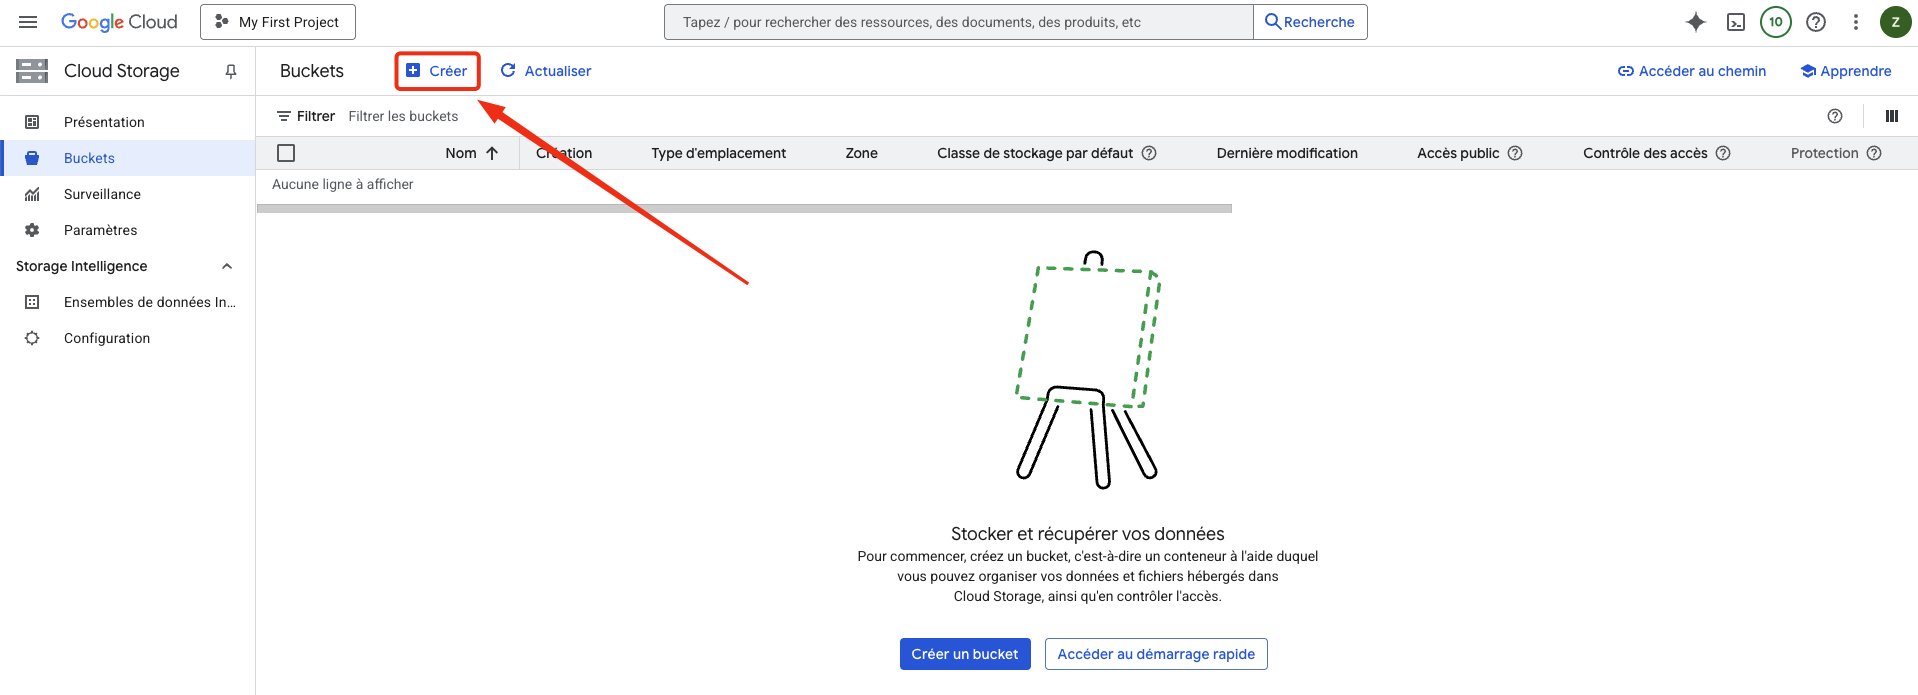 Google Cloud
My First Project
Tapez / pour rechercher des ressources, des documents, des produits, etc
Recherche
10
Z
Cloud Storage
Buckets
Créer
Actualiser
Accéder au chemin
Apprendre
Présentation
Buckets
Surveillance
Paramètres
Storage Intelligence
Ensembles de données In...
Configuration
Filtrer
Filtrer les buckets
Nom
Création
Type d'emplacement
Zone
Classe de stockage par défaut
Dernière modification
Accès public
Contrôle des accès
Protection
Aucune ligne à afficher
Stocker et récupérer vos données
Pour commencer, créez un bucket, c'est-à-dire un conteneur à l'aide duquel
vous pouvez organiser vos données et fichiers hébergés dans
Cloud Storage, ainsi qu'en contrôler l'accès.
Créer un bucket
Accéder au démarrage rapide